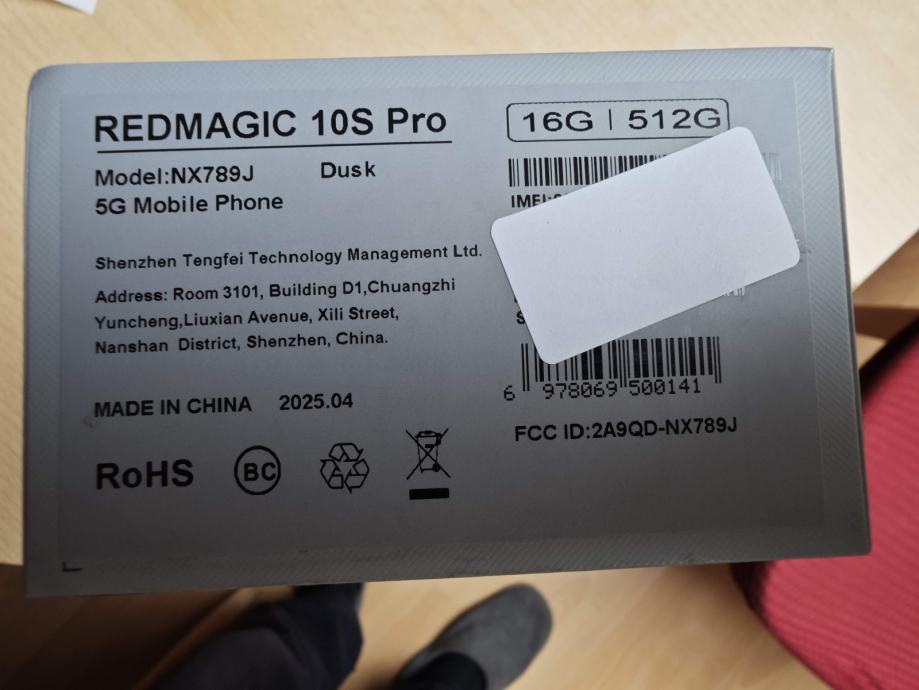 REDMAGIC 10S Pro
16G | 512G
Model:NX789J Dusk
5G Mobile Phone
IMEI:
Shenzhen Tengfei Technology Management Ltd.
Address: Room 3101, Building D1,Chuangzhi
Yuncheng,Liuxian Avenue, Xili Street,
Nanshan District, Shenzhen, China.
6 978069 500141
MADE IN CHINA 2025.04
FCC ID:2A9QD-NX789J
RoHS BC